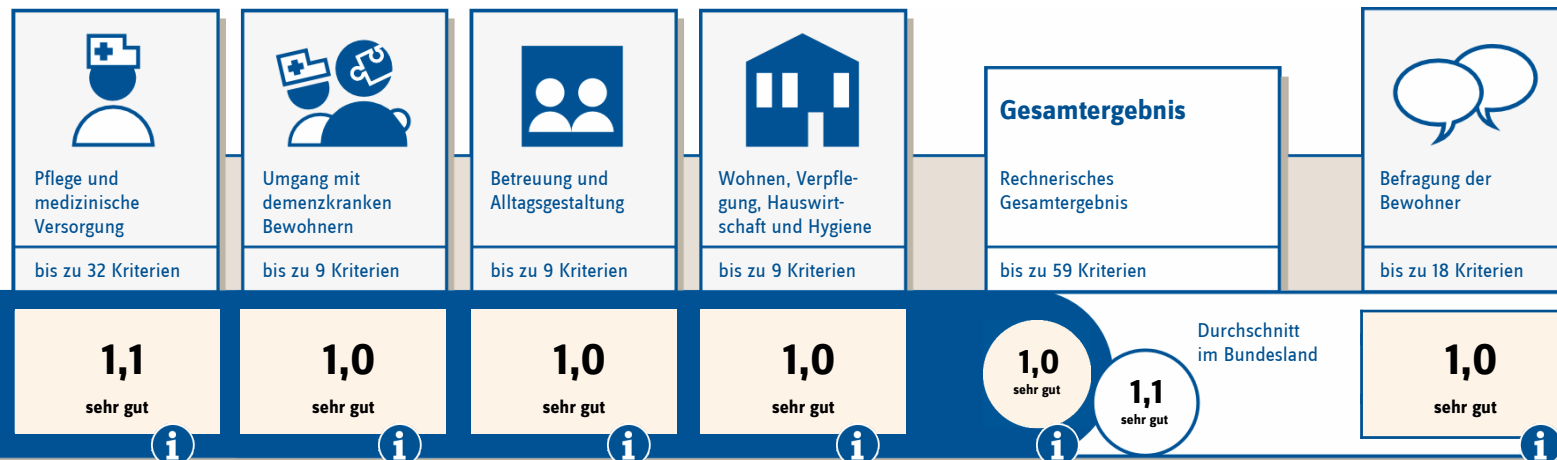 Pflege und
medizinische
Versorgung
bis zu 32 Kriterien
1,1
sehr gut
Umgang mit
demenzkranken
Bewohnern
bis zu 9 Kriterien
1,0
sehr gut
Betreuung und
Alltagsgestaltung
bis zu 9 Kriterien
1,0
sehr gut
Wohnen, Verpfle-
gung, Hauswirt-
schaft und Hygiene
bis zu 9 Kriterien
1,0
sehr gut
Gesamtergebnis
Rechnerisches
Gesamtergebnis
bis zu 59 Kriterien
1,0
sehr gut
Durchschnitt
im Bundesland
1,1
sehr gut
Befragung der
Bewohner
bis zu 18 Kriterien
1,0
sehr gut